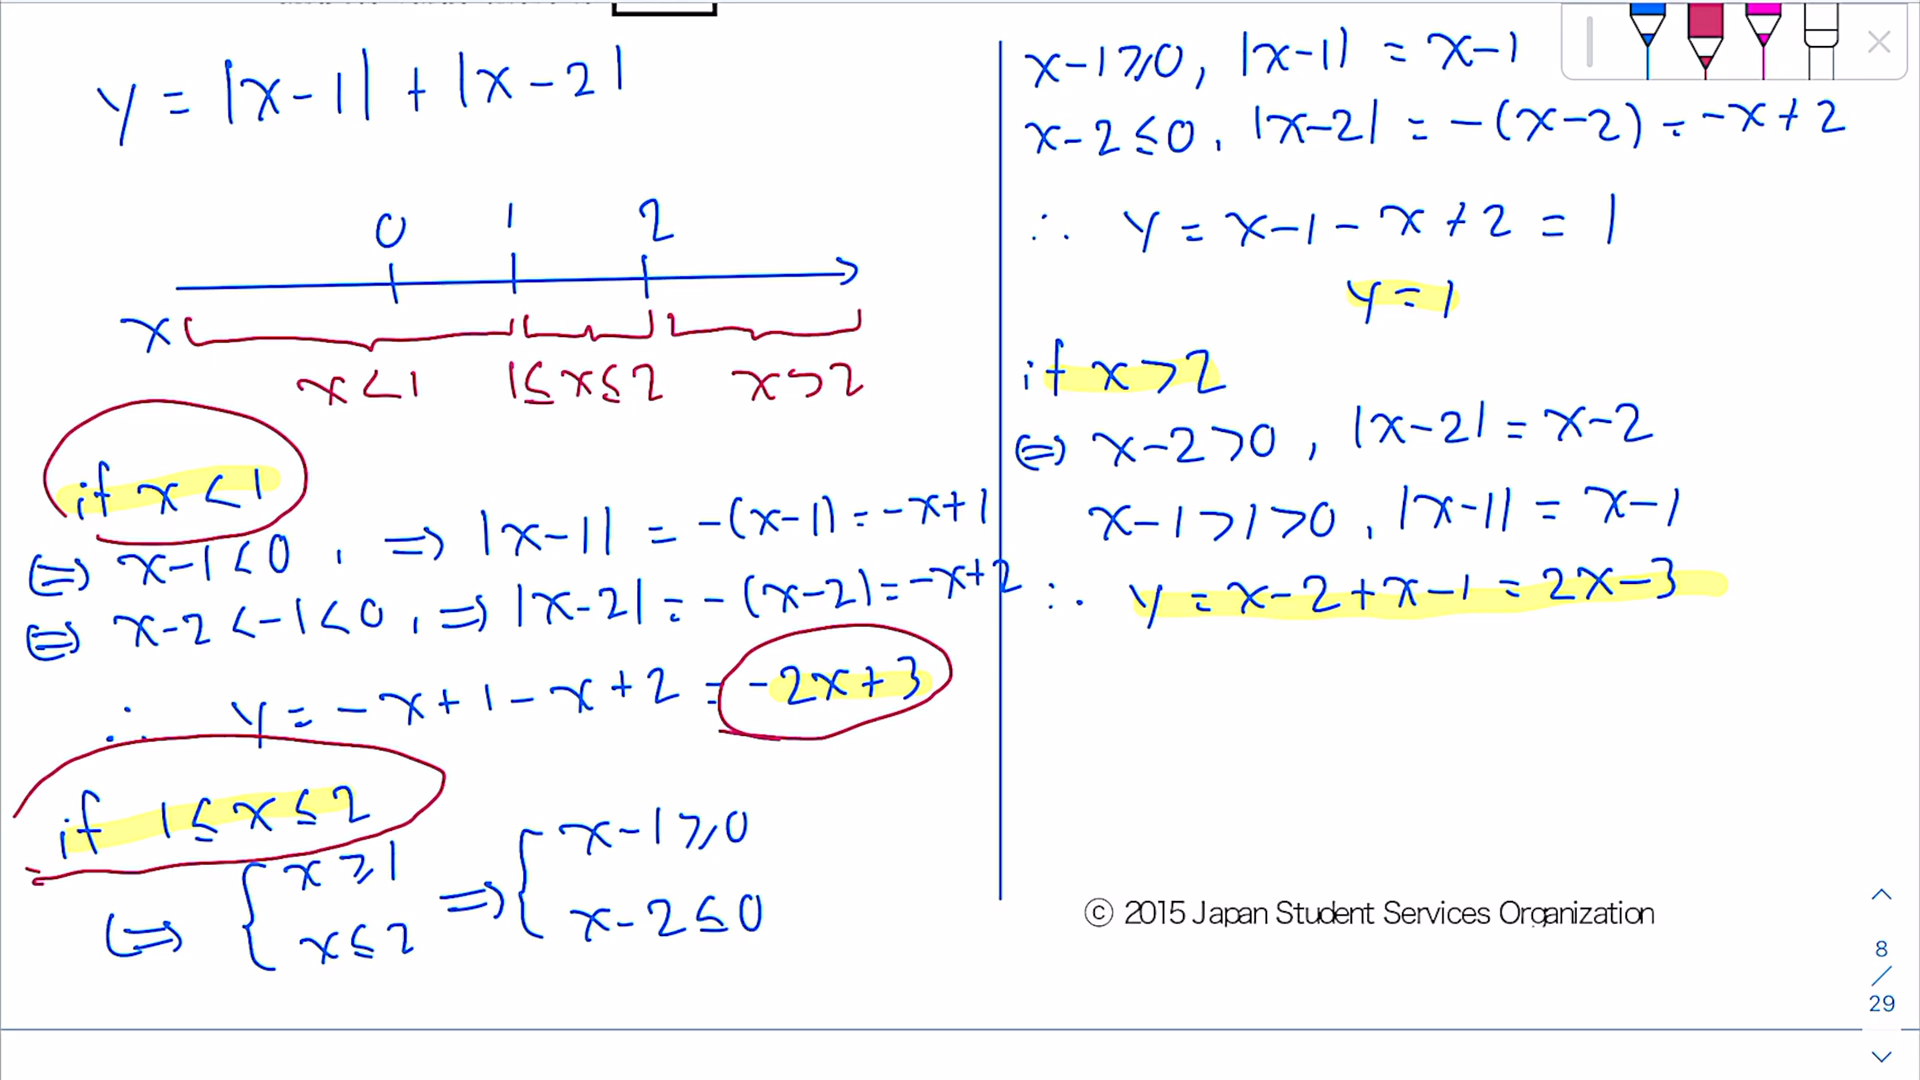 y = |x-1| + |x-2|
0 1 2
x
x<1 1≤x≤2 x>2
if x<1
⇔ x-1<0, ⇒ |x-1| = -(x-1) = -x+1
⇔ x-2<-1<0, ⇒ |x-2| = -(x-2) = -x+2
∴ y = -x+1-x+2 = -2x+3
if 1≤x≤2
⇔ { x≥1 ⇒ { x-1≥0
x≤2 x-2≤0
x-1≥0, |x-1| = x-1
x-2≤0, |x-2| = -(x-2) = -x+2
∴ y = x-1-x+2 = 1
y=1
if x>2
⇔ x-2>0, |x-2| = x-2
x-1>1>0, |x-1| = x-1
∴ y = x-2+x-1 = 2x-3
© 2015 Japan Student Services Organization
8
/
29